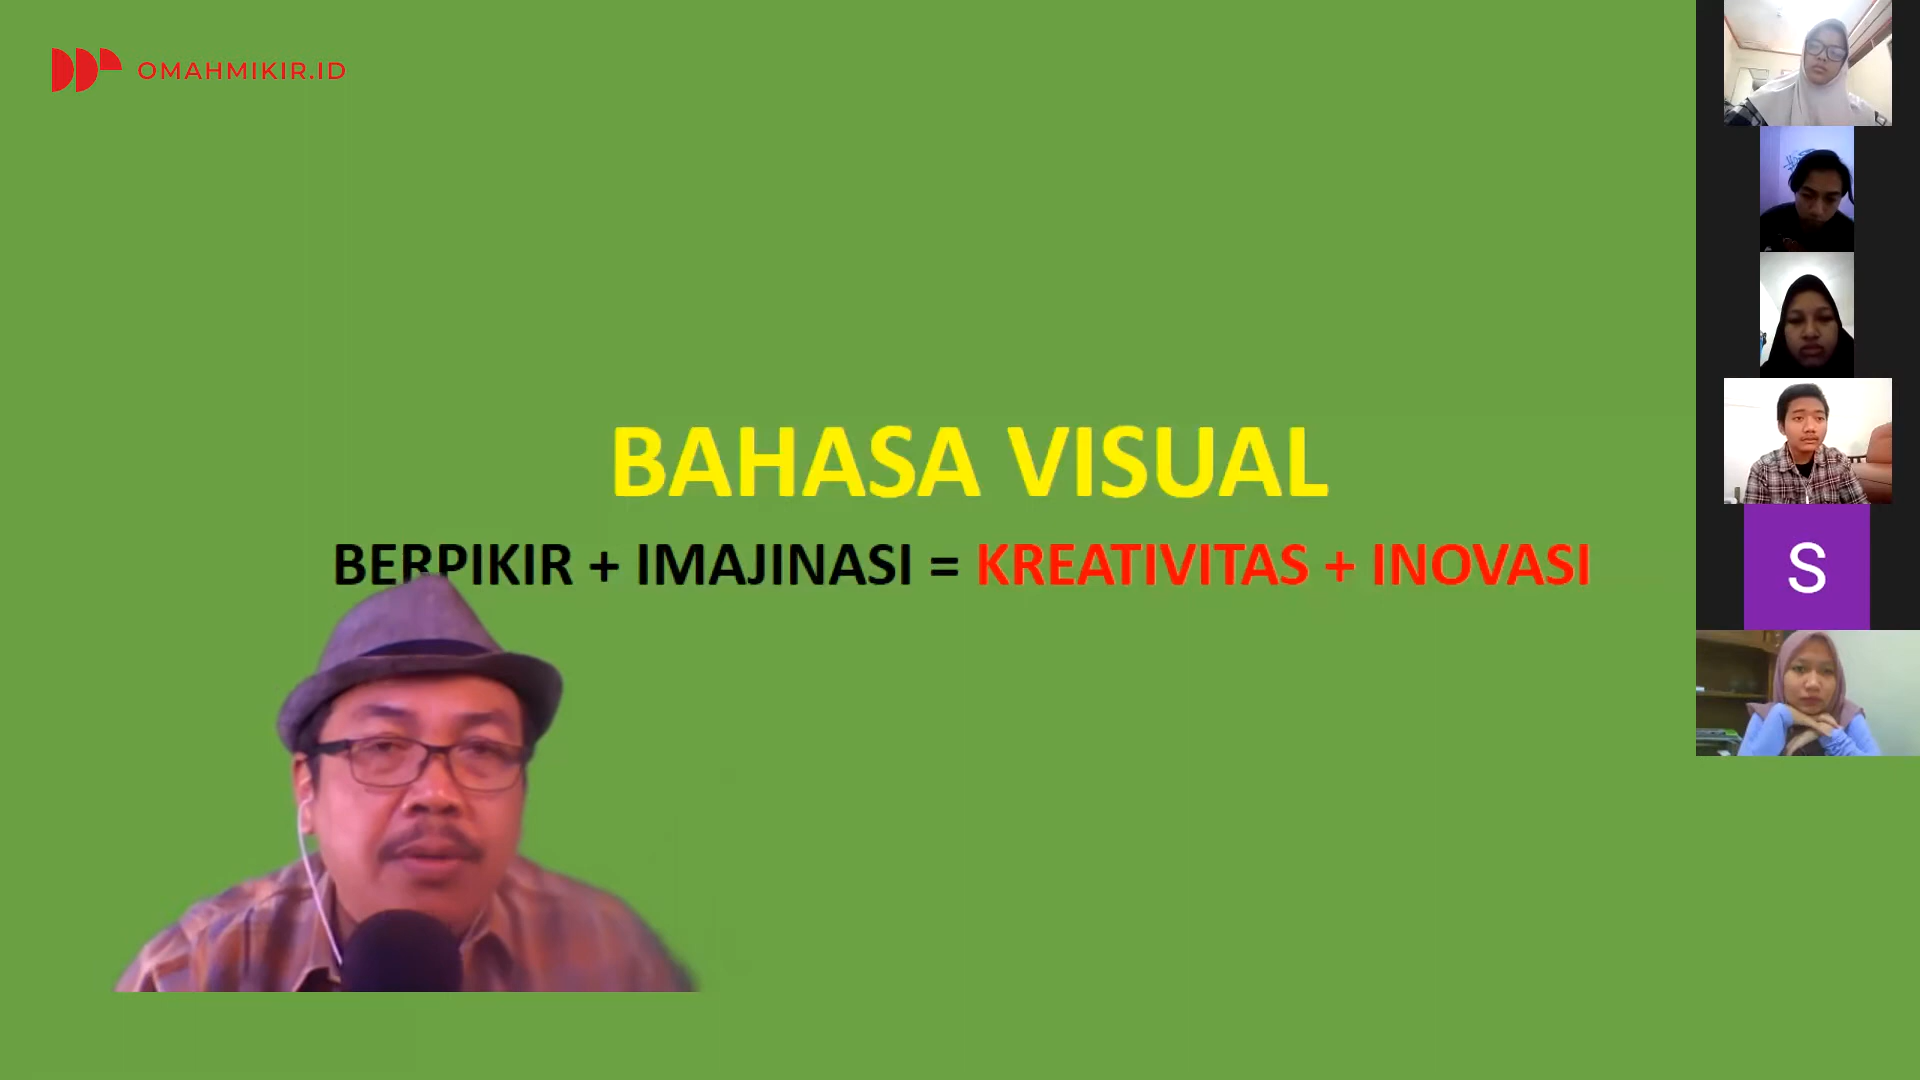 OMAHMIKIR.ID
BAHASA VISUAL
BERPIKIR + IMAJINASI = KREATIVITAS + INOVASI
S